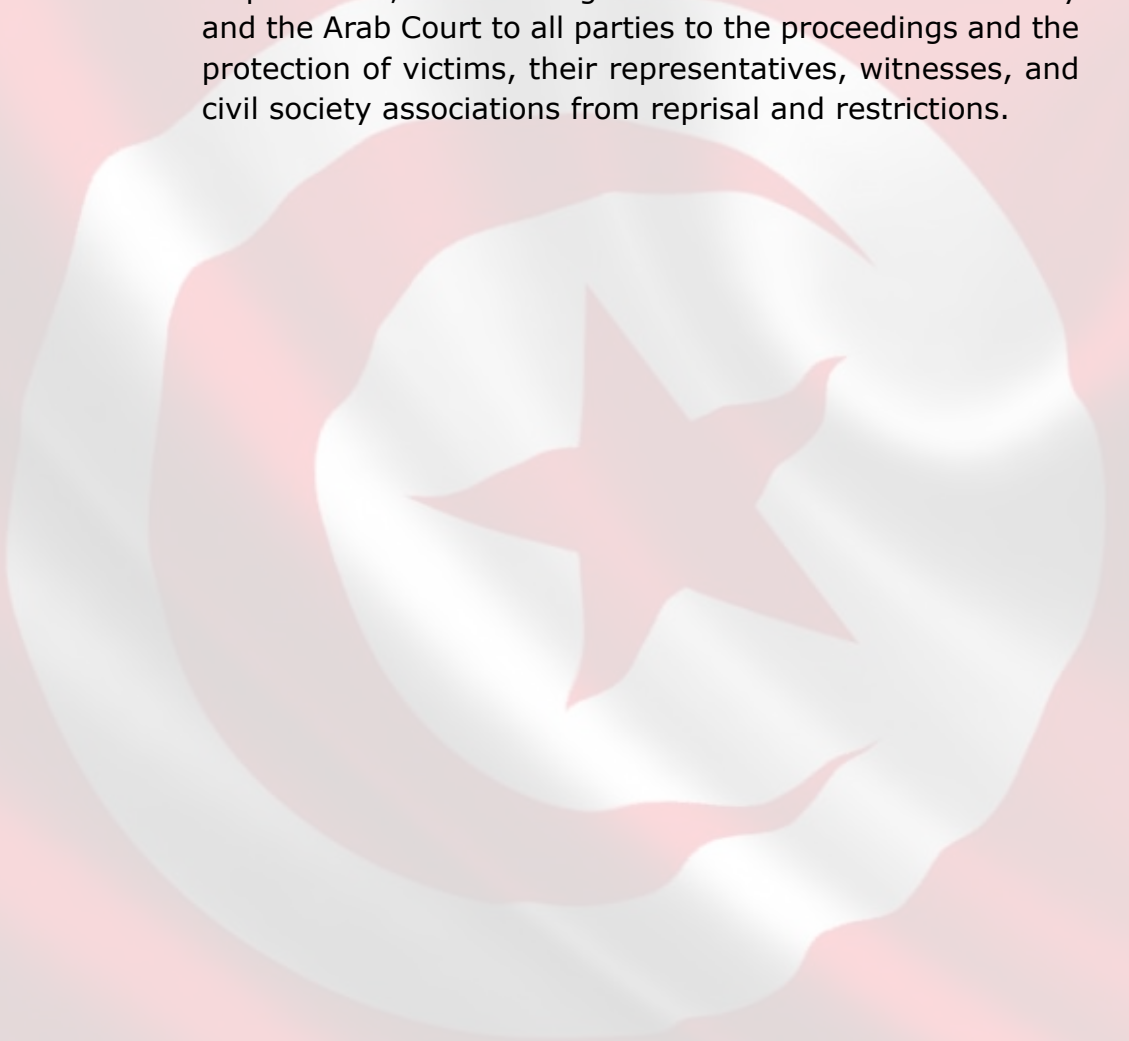 and the Arab Court to all parties to the proceedings and the
protection of victims, their representatives, witnesses, and
civil society associations from reprisal and restrictions.